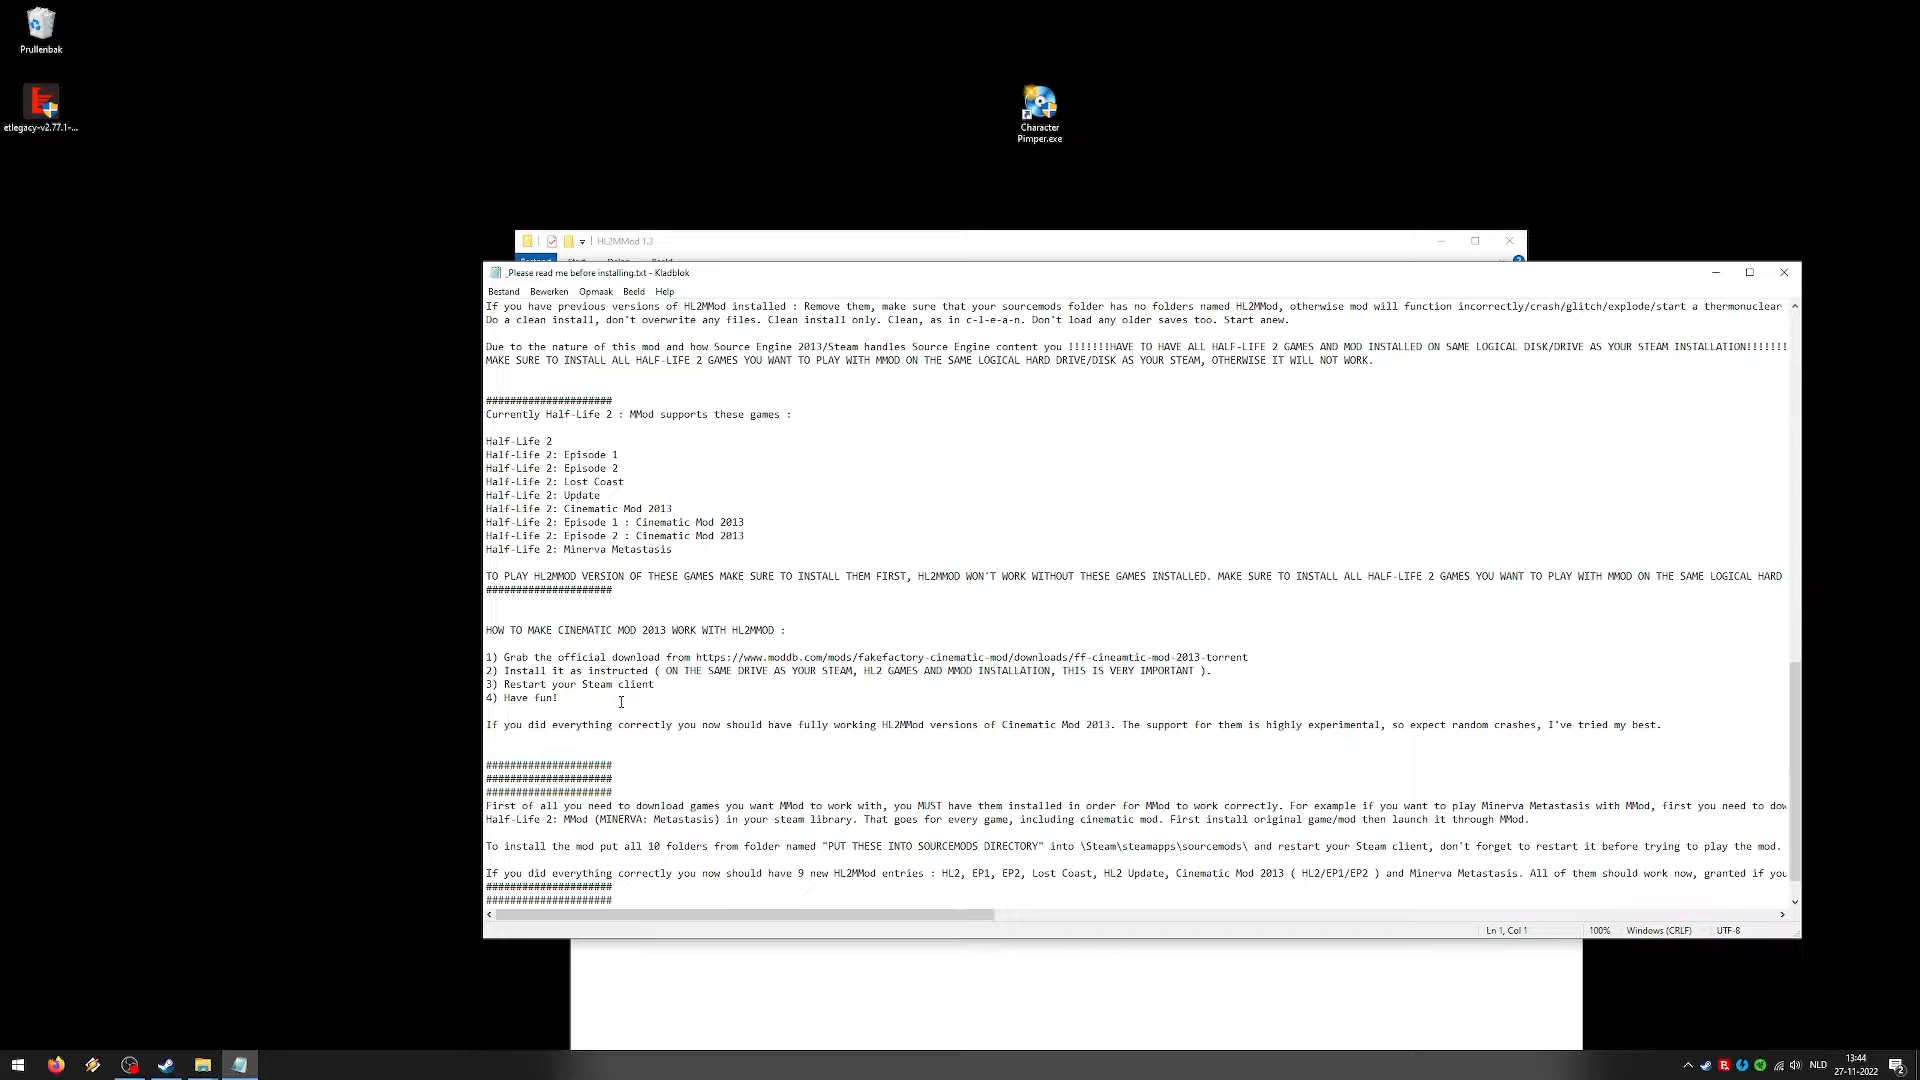 Prullenbak
etlegacy-v2.77.1-...
Character
Pimper.exe
HL2MMod 1.3
_Please read me before installing.txt - Kladblok
Bestand Bewerken Opmaak Beeld Help
If you have previous versions of HL2MMod installed : Remove them, make sure that your sourcemods folder has no folders named HL2MMod, otherwise mod will function incorrectly/crash/glitch/explode/start a thermonuclear
Do a clean install, don't overwrite any files. Clean install only. Clean, as in c-l-e-a-n. Don't load any older saves too. Start anew.
Due to the nature of this mod and how Source Engine 2013/Steam handles Source Engine content you !!!!!!!HAVE TO HAVE ALL HALF-LIFE 2 GAMES AND MOD INSTALLED ON SAME LOGICAL DISK/DRIVE AS YOUR STEAM INSTALLATION!!!!!!!
MAKE SURE TO INSTALL ALL HALF-LIFE 2 GAMES YOU WANT TO PLAY WITH MMOD ON THE SAME LOGICAL HARD DRIVE/DISK AS YOUR STEAM, OTHERWISE IT WILL NOT WORK.
#####################
Currently Half-Life 2 : MMod supports these games :
Half-Life 2
Half-Life 2: Episode 1
Half-Life 2: Episode 2
Half-Life 2: Lost Coast
Half-Life 2: Update
Half-Life 2: Cinematic Mod 2013
Half-Life 2: Episode 1 : Cinematic Mod 2013
Half-Life 2: Episode 2 : Cinematic Mod 2013
Half-Life 2: Minerva Metastasis
TO PLAY HL2MMOD VERSION OF THESE GAMES MAKE SURE TO INSTALL THEM FIRST, HL2MMOD WON'T WORK WITHOUT THESE GAMES INSTALLED. MAKE SURE TO INSTALL ALL HALF-LIFE 2 GAMES YOU WANT TO PLAY WITH MMOD ON THE SAME LOGICAL HARD
#####################
HOW TO MAKE CINEMATIC MOD 2013 WORK WITH HL2MMOD :
1) Grab the official download from https://www.moddb.com/mods/fakefactory-cinematic-mod/downloads/ff-cineamtic-mod-2013-torrent
2) Install it as instructed ( ON THE SAME DRIVE AS YOUR STEAM, HL2 GAMES AND MMOD INSTALLATION, THIS IS VERY IMPORTANT ).
3) Restart your Steam client
4) Have fun!
If you did everything correctly you now should have fully working HL2MMod versions of Cinematic Mod 2013. The support for them is highly experimental, so expect random crashes, I've tried my best.
#####################
#####################
#####################
First of all you need to download games you want MMod to work with, you MUST have them installed in order for MMod to work correctly. For example if you want to play Minerva Metastasis with MMod, first you need to dow
Half-Life 2: MMod (MINERVA: Metastasis) in your steam library. That goes for every game, including cinematic mod. First install original game/mod then launch it through MMod.
To install the mod put all 10 folders from folder named "PUT THESE INTO SOURCEMODS DIRECTORY" into \Steam\steamapps\sourcemods\ and restart your Steam client, don't forget to restart it before trying to play the mod.
If you did everything correctly you now should have 9 new HL2MMod entries : HL2, EP1, EP2, Lost Coast, HL2 Update, Cinematic Mod 2013 ( HL2/EP1/EP2 ) and Minerva Metastasis. All of them should work now, granted if you
#####################
#####################
Ln 1, Col 1 100% Windows (CRLF) UTF-8
NLD
13:44
27-11-2022
2